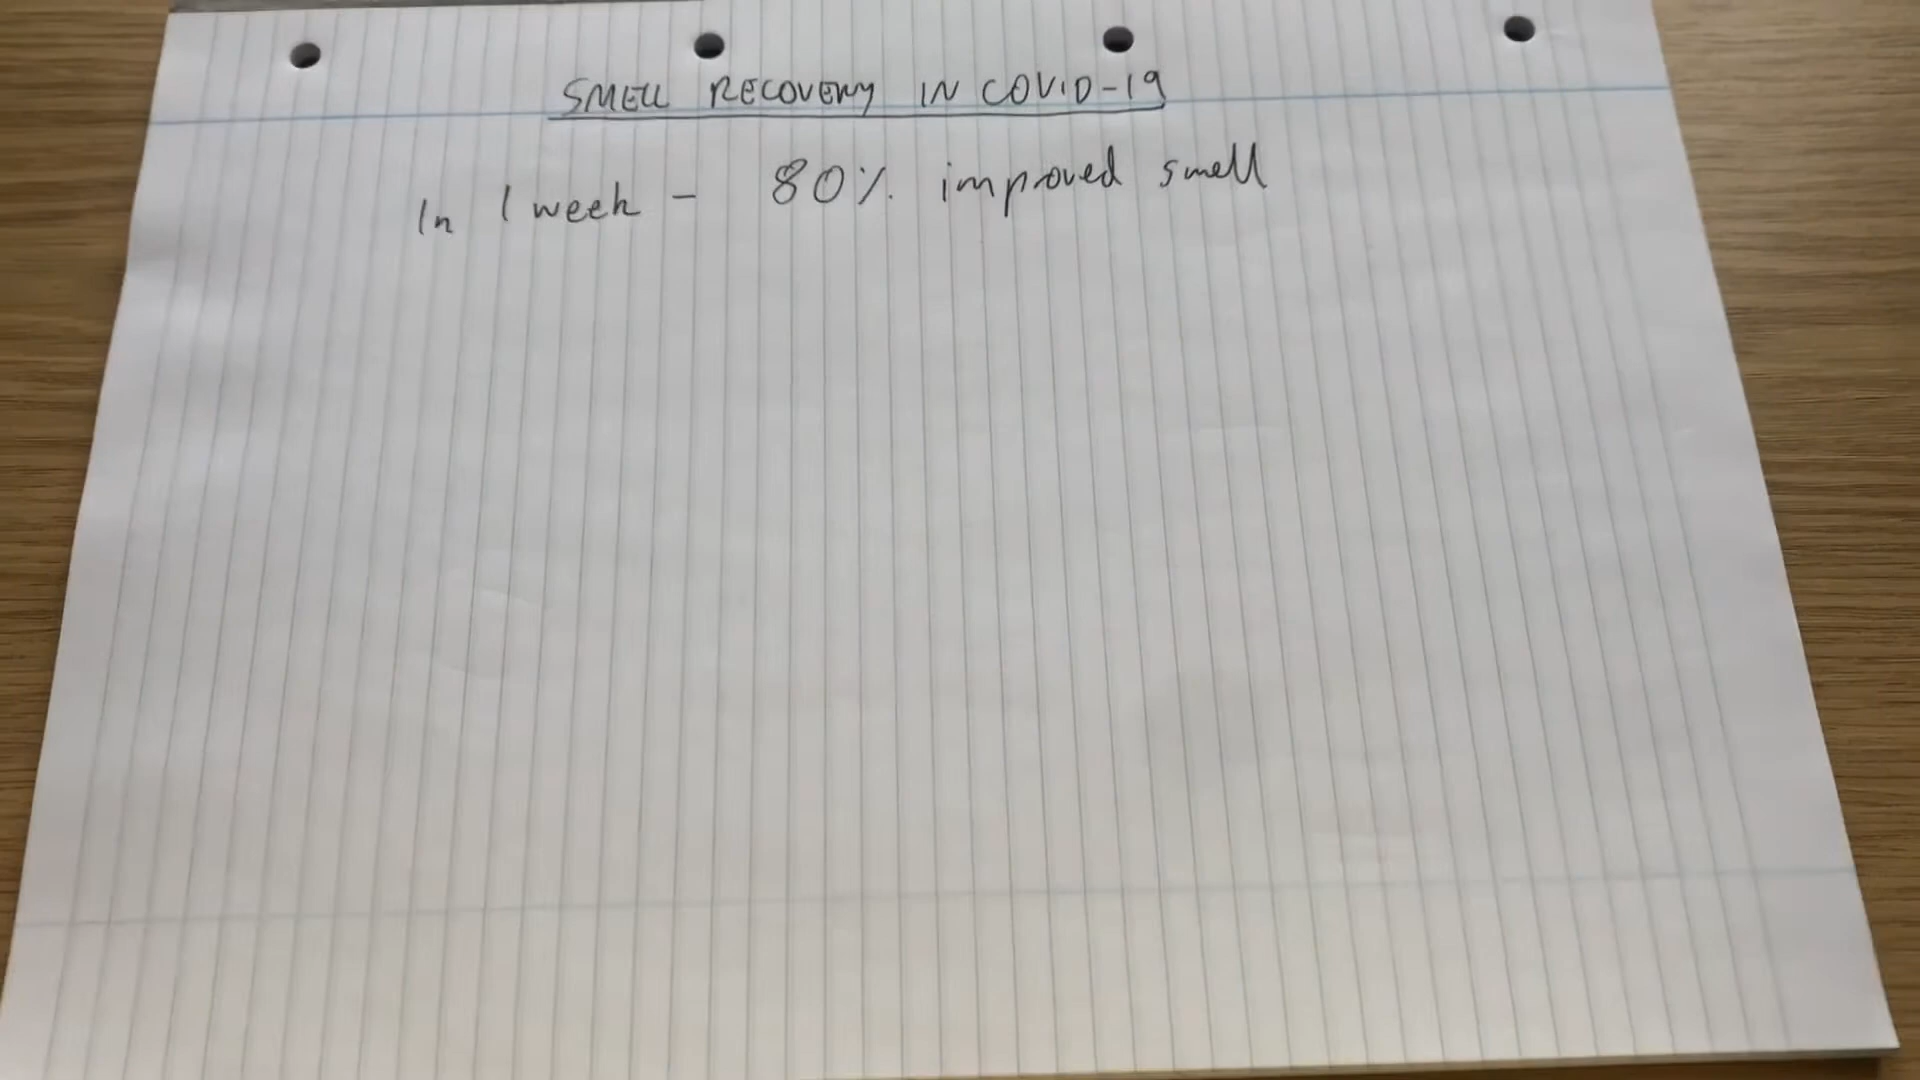 SMELL RECOVERY IN COVID-19
In 1 week - 80% improved smell